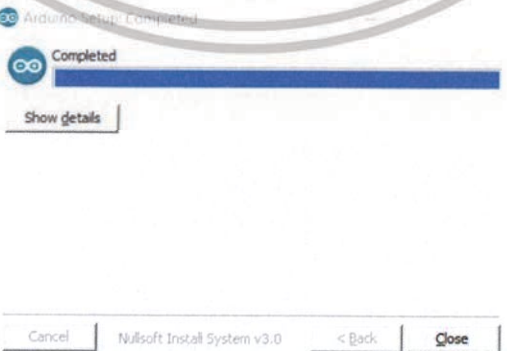 Arduino Setup: Completed
Completed
Show details
Cancel Nullsoft Install System v3.0 < Back Close